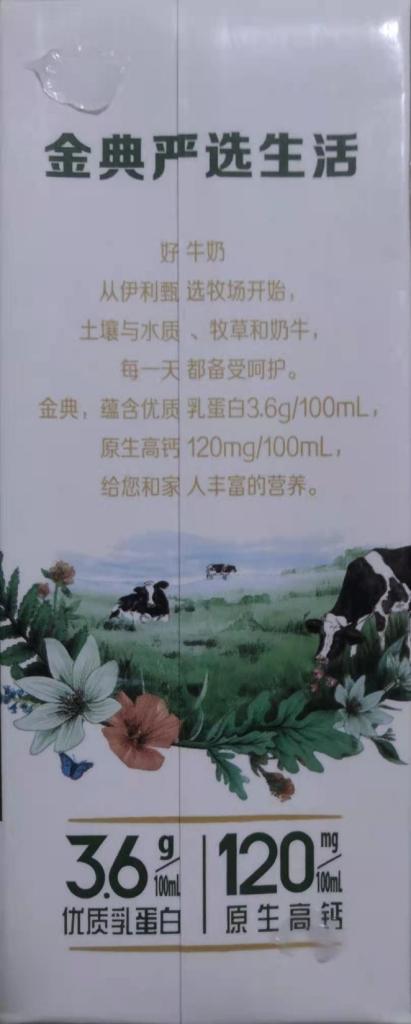 金典严选生活
好牛奶
从伊利甄选牧场开始，
土壤与水质、牧草和奶牛，
每一天都备受呵护。
金典，蕴含优质乳蛋白3.6g/100mL，
原生高钙120mg/100mL，
给您和家人丰富的营养。
3.6g/100mL 120mg/100mL
优质乳蛋白 原生高钙